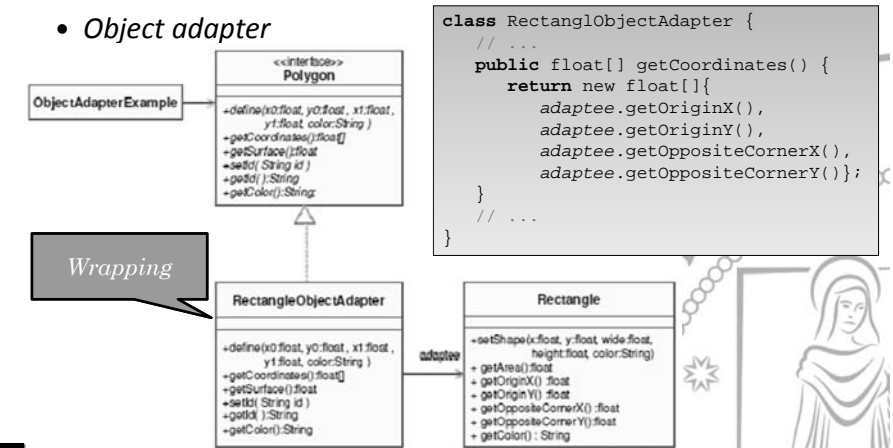 • Object adapter
<<interface>>
Polygon
+define(x0:float, y0:float , x1:float ,
y1:float, color:String )
+getCoordinates():float[]
+getSurface():float
+setId( String id )
+getId( ):String
+getColor():String;
ObjectAdapterExample
class RectanglObjectAdapter {
// ...
public float[] getCoordinates() {
return new float[]{
adaptee.getOriginX(),
adaptee.getOriginY(),
adaptee.getOppositeCornerX(),
adaptee.getOppositeCornerY()};
}
// ...
}
Wrapping
RectangleObjectAdapter
+define(x0:float, y0:float , x1:float ,
y1:float, color:String )
+getCoordinates():float[]
+getSurface():float
+setId( String id )
+getId( ):String
+getColor():String
adaptee
Rectangle
+setShape(x:float, y:float, wide:float,
height:float, color:String)
+ getArea():float
+ getOriginX() :float
+ getOriginY() :float
+ getOppositeCornerX() :float
+ getOppositeCornerY():float
+ getColor() : String